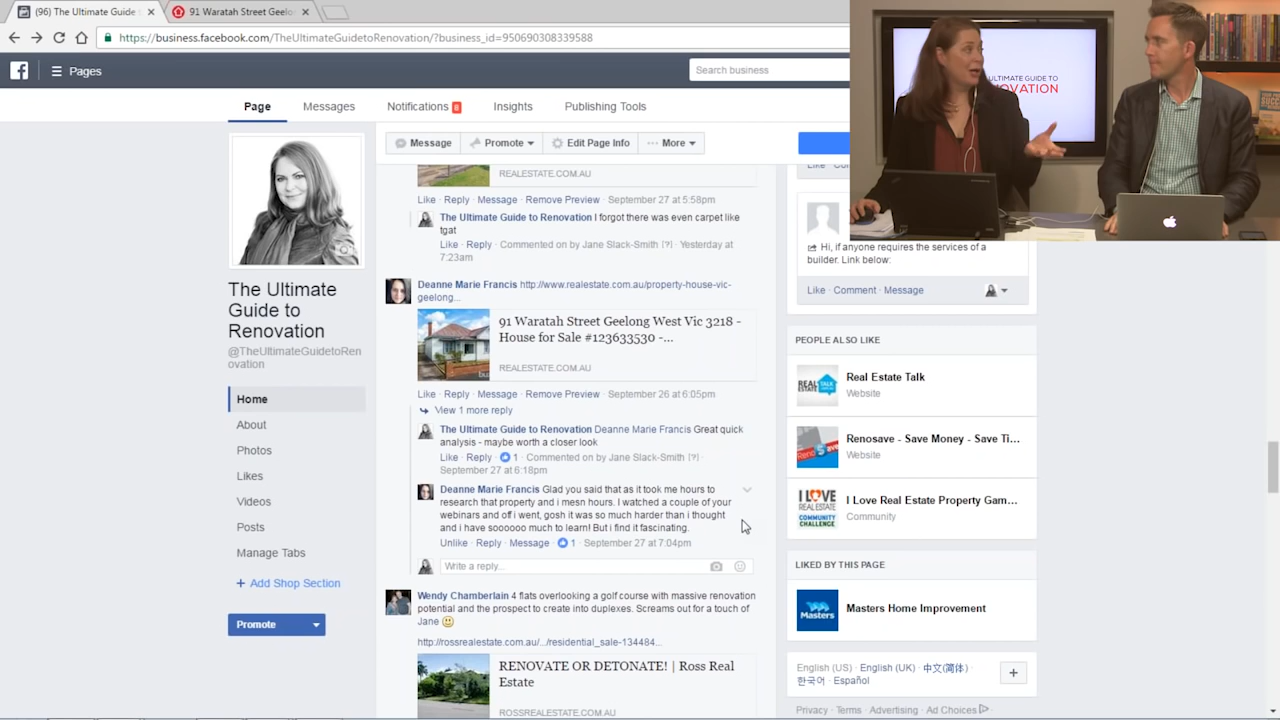 (96) The Ultimate Guide
91 Waratah Street Geelo
https://business.facebook.com/TheUltimateGuidetoRenovation/?business_id=950690308339588
Pages
Search business
Page
Messages
Notifications 8
Insights
Publishing Tools
Message
Promote
Edit Page Info
More
The Ultimate
Guide to
Renovation
@TheUltimateGuidetoRen
ovation
Home
About
Photos
Likes
Videos
Posts
Manage Tabs
+ Add Shop Section
Promote
REALESTATE.COM.AU
Like · Reply · Message · Remove Preview · September 27 at 5:58pm
The Ultimate Guide to Renovation I forgot there was even carpet like
tgat
Like · Reply · Commented on by Jane Slack-Smith [?] · Yesterday at
7:23am
Deanne Marie Francis http://www.realestate.com.au/property-house-vic-
geelong...
91 Waratah Street Geelong West Vic 3218 -
House for Sale #123633530 -...
REALESTATE.COM.AU
Like · Reply · Message · Remove Preview · September 26 at 6:05pm
View 1 more reply
The Ultimate Guide to Renovation Deanne Marie Francis Great quick
analysis - maybe worth a closer look
Like · Reply · 1 · Commented on by Jane Slack-Smith [?] ·
September 27 at 6:18pm
Deanne Marie Francis Glad you said that as it took me hours to
research that property and i mesn hours. I watched a couple of your
webinars and off i went, gosh it was so much harder than i thought
and i have soooooo much to learn! But i find it fascinating.
Unlike · Reply · Message · 1 · September 27 at 7:04pm
Write a reply...
Wendy Chamberlain 4 flats overlooking a golf course with massive renovation
potential and the prospect to create into duplexes. Screams out for a touch of
Jane 🙂
http://rossrealestate.com.au/.../residential_sale-134484...
RENOVATE OR DETONATE! | Ross Real
Estate
ROSSREALESTATE.COM.AU
ULTIMATE GUIDE TO
NOVATION
Hi, if anyone requires the services of a
builder. Link below:
Like · Comment · Message
PEOPLE ALSO LIKE
REAL ESTATE TALK
Real Estate Talk
Website
Renosave - Save Money - Save Ti...
Website
I LOVE
REAL ESTATE
COMMUNITY
CHALLENGE
I Love Real Estate Property Gam...
Community
LIKED BY THIS PAGE
Masters
Masters Home Improvement
English (US) · English (UK) · 中文(简体) ·
한국어 · Español
+
Privacy · Terms · Advertising · Ad Choices ·